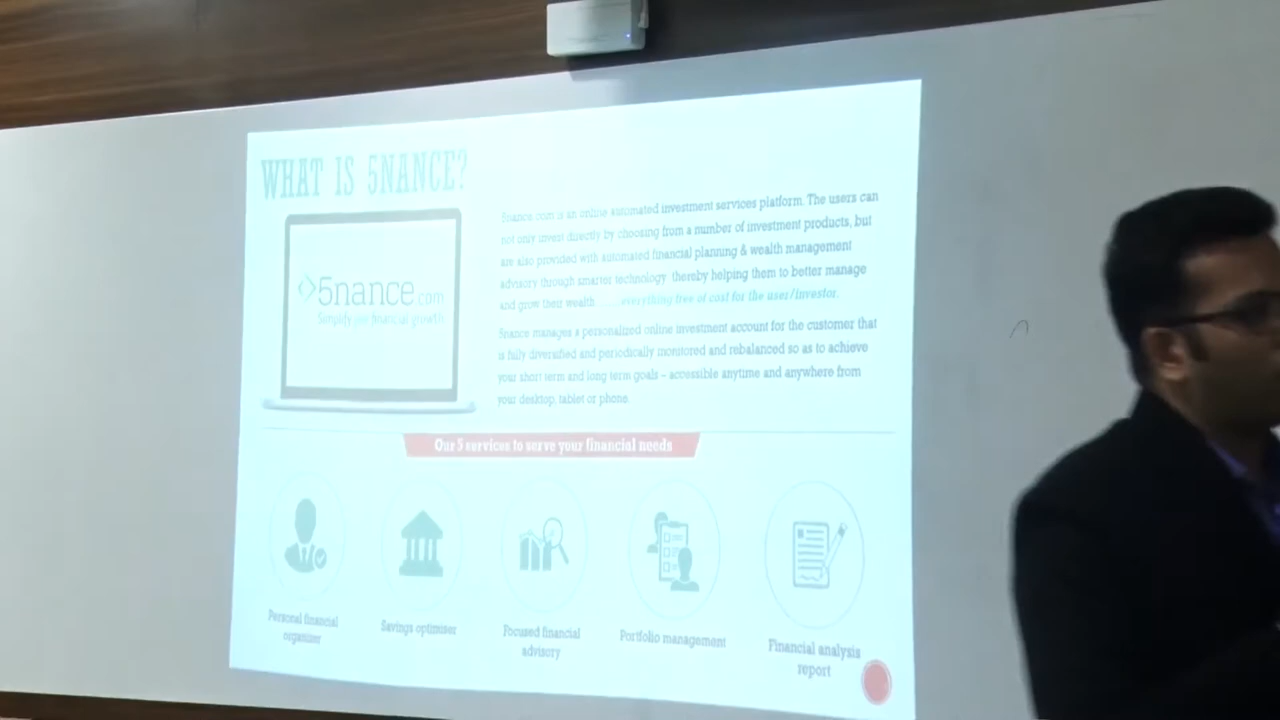 WHAT IS 5NANCE?
5nance.com
Simplify your financial growth
5nance.com is an online automated investment services platform. The users can
not only invest directly by choosing from a number of investment products, but
are also provided with automated financial planning & wealth management
advisory through smarter technology thereby helping them to better manage
and grow their wealth ......everything free of cost for the user/investor.
5nance manages a personalized online investment account for the customer that
is fully diversified and periodically monitored and rebalanced so as to achieve
your short term and long term goals – accessible anytime and anywhere from
your desktop, tablet or phone.
Our 5 services to serve your financial needs
Personal financial
organizer
Savings optimiser
Focused financial
advisory
Portfolio management
Financial analysis
report